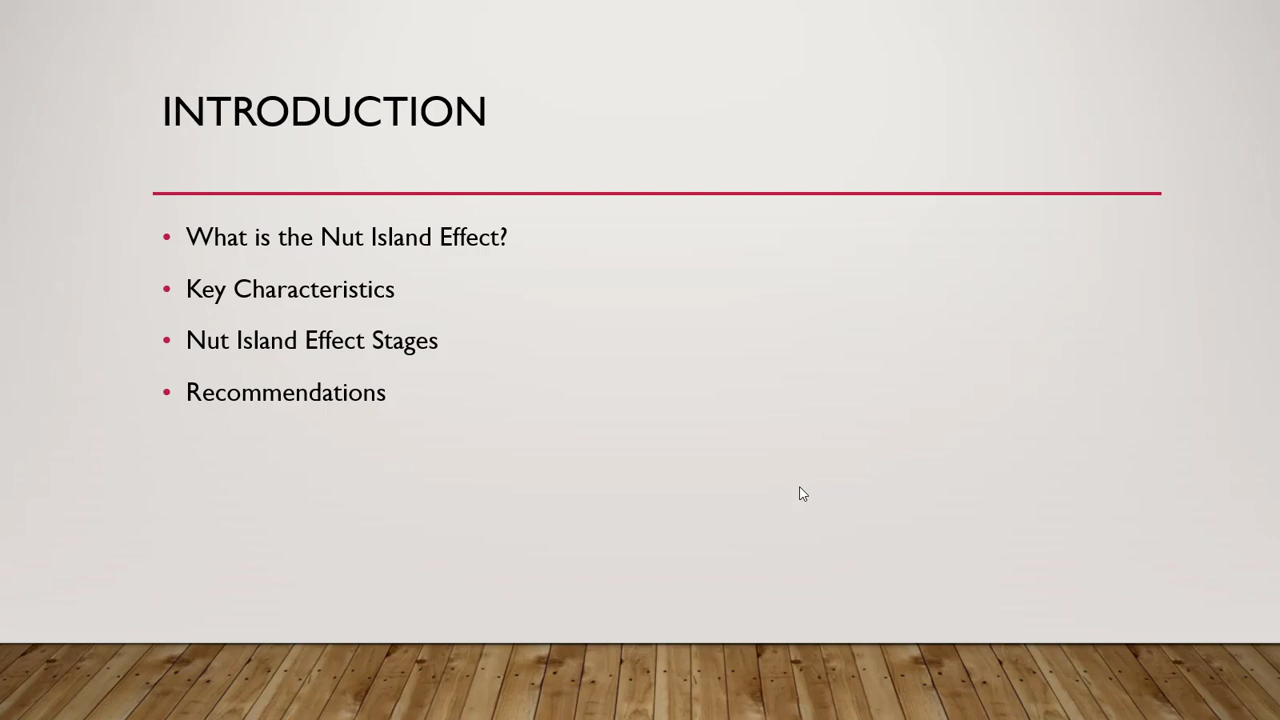 INTRODUCTION
• What is the Nut Island Effect?
• Key Characteristics
• Nut Island Effect Stages
• Recommendations